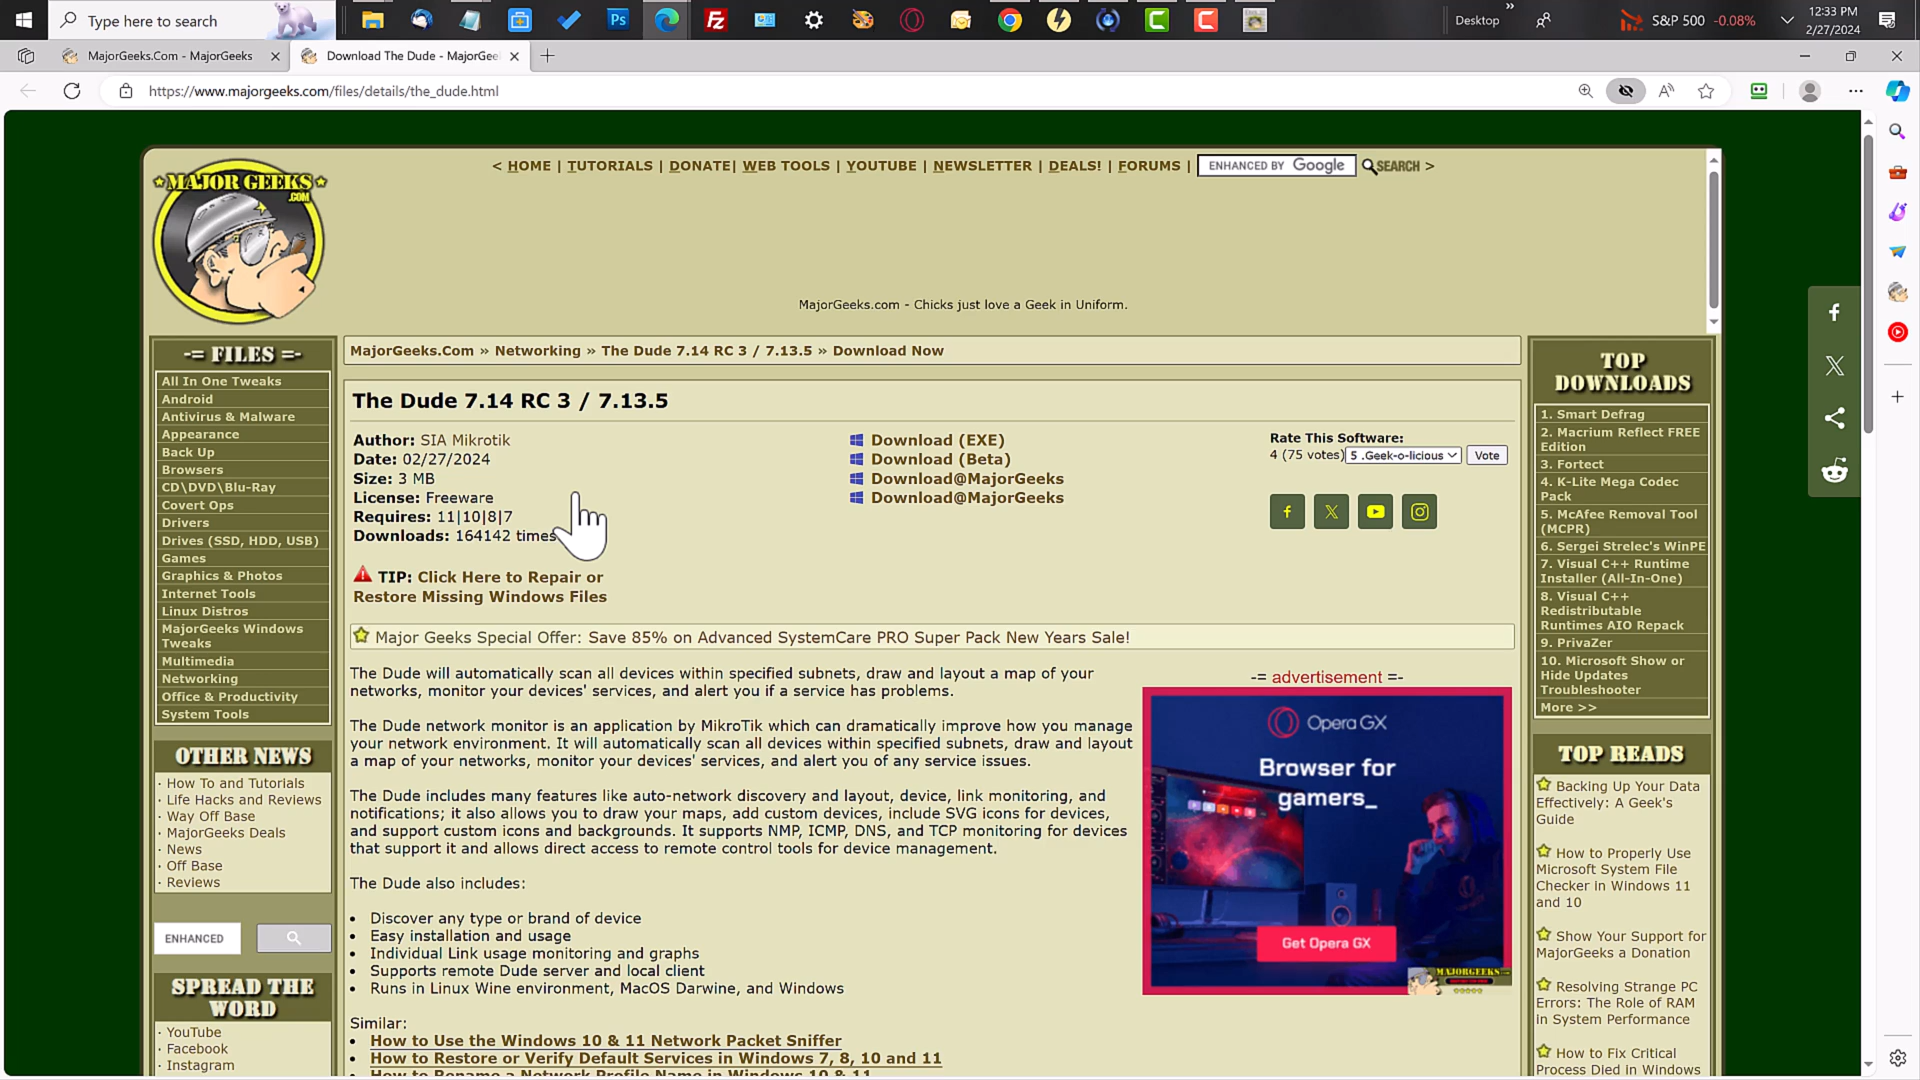 Type here to search
Desktop
S&P 500 -0.08%
12:33 PM
2/27/2024
MajorGeeks.Com - MajorGeeks
Download The Dude - MajorGee
https://www.majorgeeks.com/files/details/the_dude.html
MAJOR GEEKS
.COM
< HOME | TUTORIALS | DONATE| WEB TOOLS | YOUTUBE | NEWSLETTER | DEALS! | FORUMS | ENHANCED BY Google SEARCH >
MajorGeeks.com - Chicks just love a Geek in Uniform.
-= FILES =-
All In One Tweaks
Android
Antivirus & Malware
Appearance
Back Up
Browsers
CD\DVD\Blu-Ray
Covert Ops
Drivers
Drives (SSD, HDD, USB)
Games
Graphics & Photos
Internet Tools
Linux Distros
MajorGeeks Windows
Tweaks
Multimedia
Networking
Office & Productivity
System Tools
OTHER NEWS
· How To and Tutorials
· Life Hacks and Reviews
· Way Off Base
· MajorGeeks Deals
· News
· Off Base
· Reviews
ENHANCED
SPREAD THE
WORD
· YouTube
· Facebook
· Instagram
MajorGeeks.Com » Networking » The Dude 7.14 RC 3 / 7.13.5 » Download Now
The Dude 7.14 RC 3 / 7.13.5
Author: SIA Mikrotik
Date: 02/27/2024
Size: 3 MB
License: Freeware
Requires: 11|10|8|7
Downloads: 164142 times
TIP: Click Here to Repair or
Restore Missing Windows Files
Download (EXE)
Download (Beta)
Download@MajorGeeks
Download@MajorGeeks
Rate This Software:
4 (75 votes) 5 .Geek-o-licious Vote
Major Geeks Special Offer: Save 85% on Advanced SystemCare PRO Super Pack New Years Sale!
The Dude will automatically scan all devices within specified subnets, draw and layout a map of your
networks, monitor your devices' services, and alert you if a service has problems.
The Dude network monitor is an application by MikroTik which can dramatically improve how you manage
your network environment. It will automatically scan all devices within specified subnets, draw and layout
a map of your networks, monitor your devices' services, and alert you of any service issues.
The Dude includes many features like auto-network discovery and layout, device, link monitoring, and
notifications; it also allows you to draw your maps, add custom devices, include SVG icons for devices,
and support custom icons and backgrounds. It supports NMP, ICMP, DNS, and TCP monitoring for devices
that support it and allows direct access to remote control tools for device management.
The Dude also includes:
• Discover any type or brand of device
• Easy installation and usage
• Individual Link usage monitoring and graphs
• Supports remote Dude server and local client
• Runs in Linux Wine environment, MacOS Darwine, and Windows
Similar:
• How to Use the Windows 10 & 11 Network Packet Sniffer
• How to Restore or Verify Default Services in Windows 7, 8, 10 and 11
• How to Rename a Network Profile Name in Windows 10 & 11
-= advertisement =-
Opera GX
Browser for
gamers_
Get Opera GX
MAJORGEEKS
TOP
DOWNLOADS
1. Smart Defrag
2. Macrium Reflect FREE
Edition
3. Fortect
4. K-Lite Mega Codec
Pack
5. McAfee Removal Tool
(MCPR)
6. Sergei Strelec's WinPE
7. Visual C++ Runtime
Installer (All-In-One)
8. Visual C++
Redistributable
Runtimes AIO Repack
9. PrivaZer
10. Microsoft Show or
Hide Updates
Troubleshooter
More >>
TOP READS
Backing Up Your Data
Effectively: A Geek's
Guide
How to Properly Use
Microsoft System File
Checker in Windows 11
and 10
Show Your Support for
MajorGeeks a Donation
Resolving Strange PC
Errors: The Role of RAM
in System Performance
How to Fix Critical
Process Died in Windows